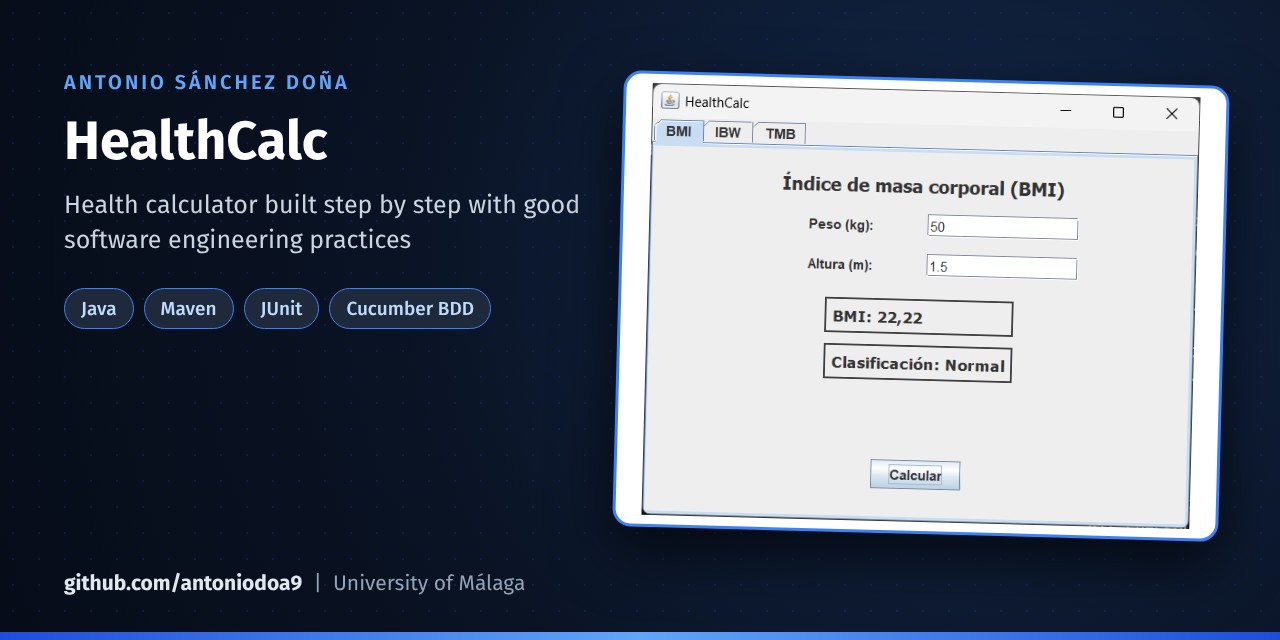 ANTONIO SÁNCHEZ DOÑA
HealthCalc
Health calculator built step by step with good
software engineering practices
Java Maven JUnit Cucumber BDD
github.com/antoniodoa9 | University of Málaga
HealthCalc
BMI IBW TMB
Índice de masa corporal (BMI)
Peso (kg): 50
Altura (m): 1.5
BMI: 22,22
Clasificación: Normal
Calcular